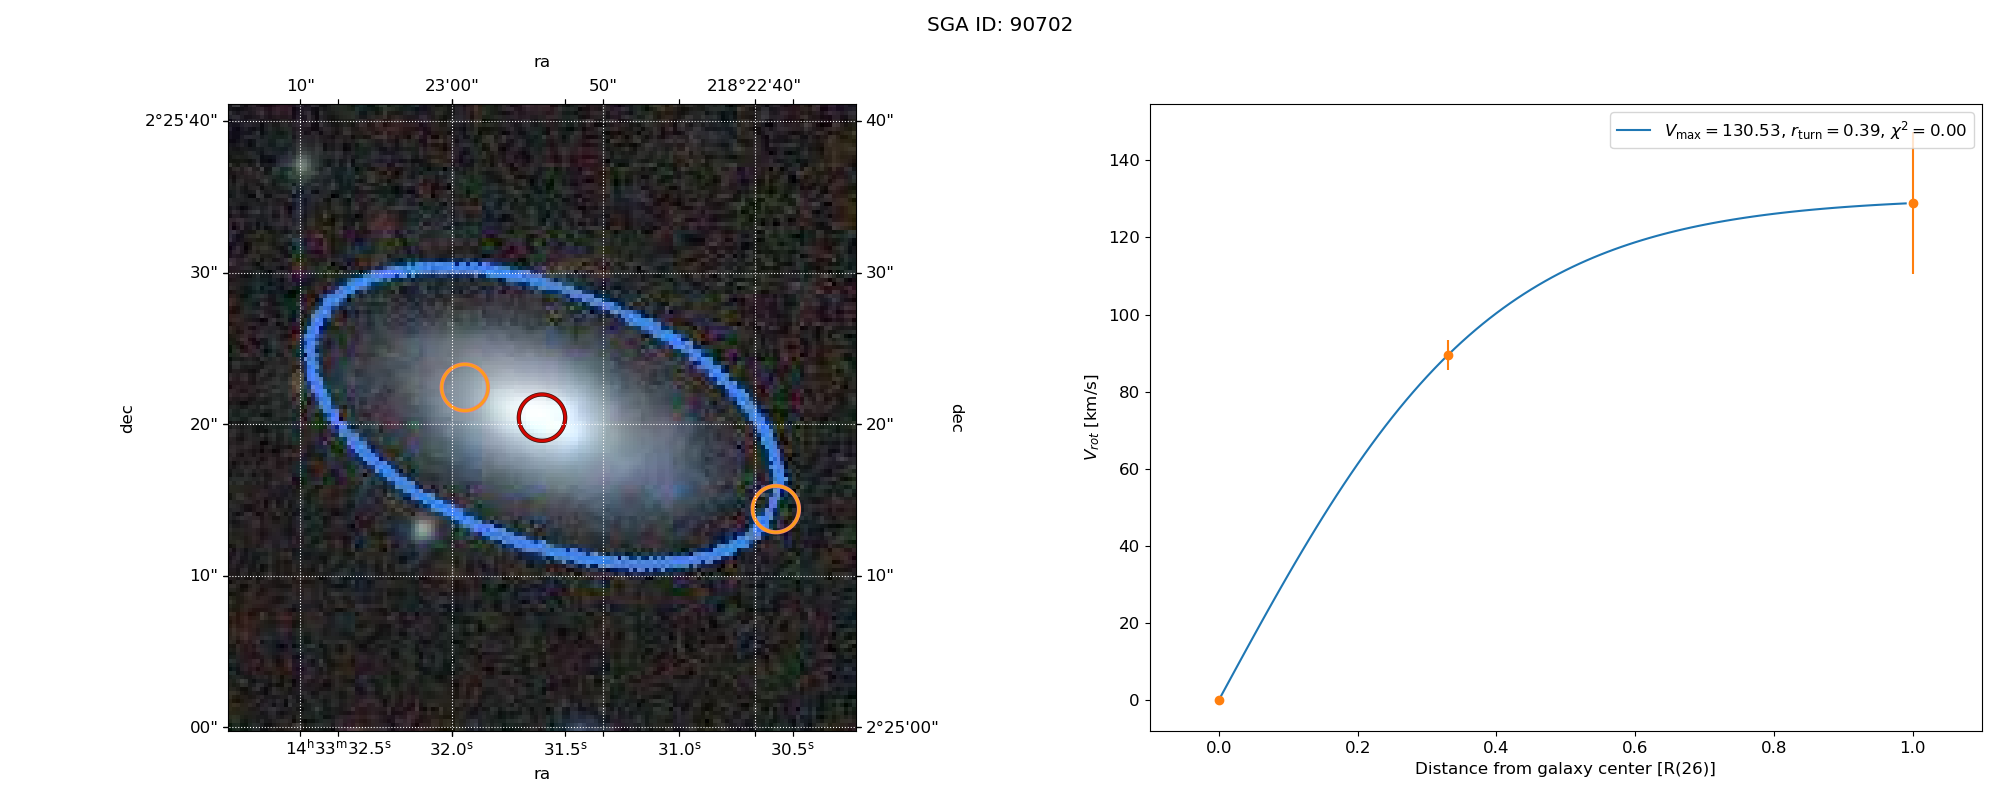 SGA ID: 90702
ra
10" 23'00" 50" 218°22'40"
2°25'40" 40"
30" 30"
dec 20" 20" dec
10" 10"
00" 2°25'00"
14h33m32.5s 32.0s 31.5s 31.0s 30.5s
ra
Vmax = 130.53, rturn = 0.39, χ² = 0.00
140
120
100
80
60
40
20
0
Vrot [km/s]
0.0 0.2 0.4 0.6 0.8 1.0
Distance from galaxy center [R(26)]